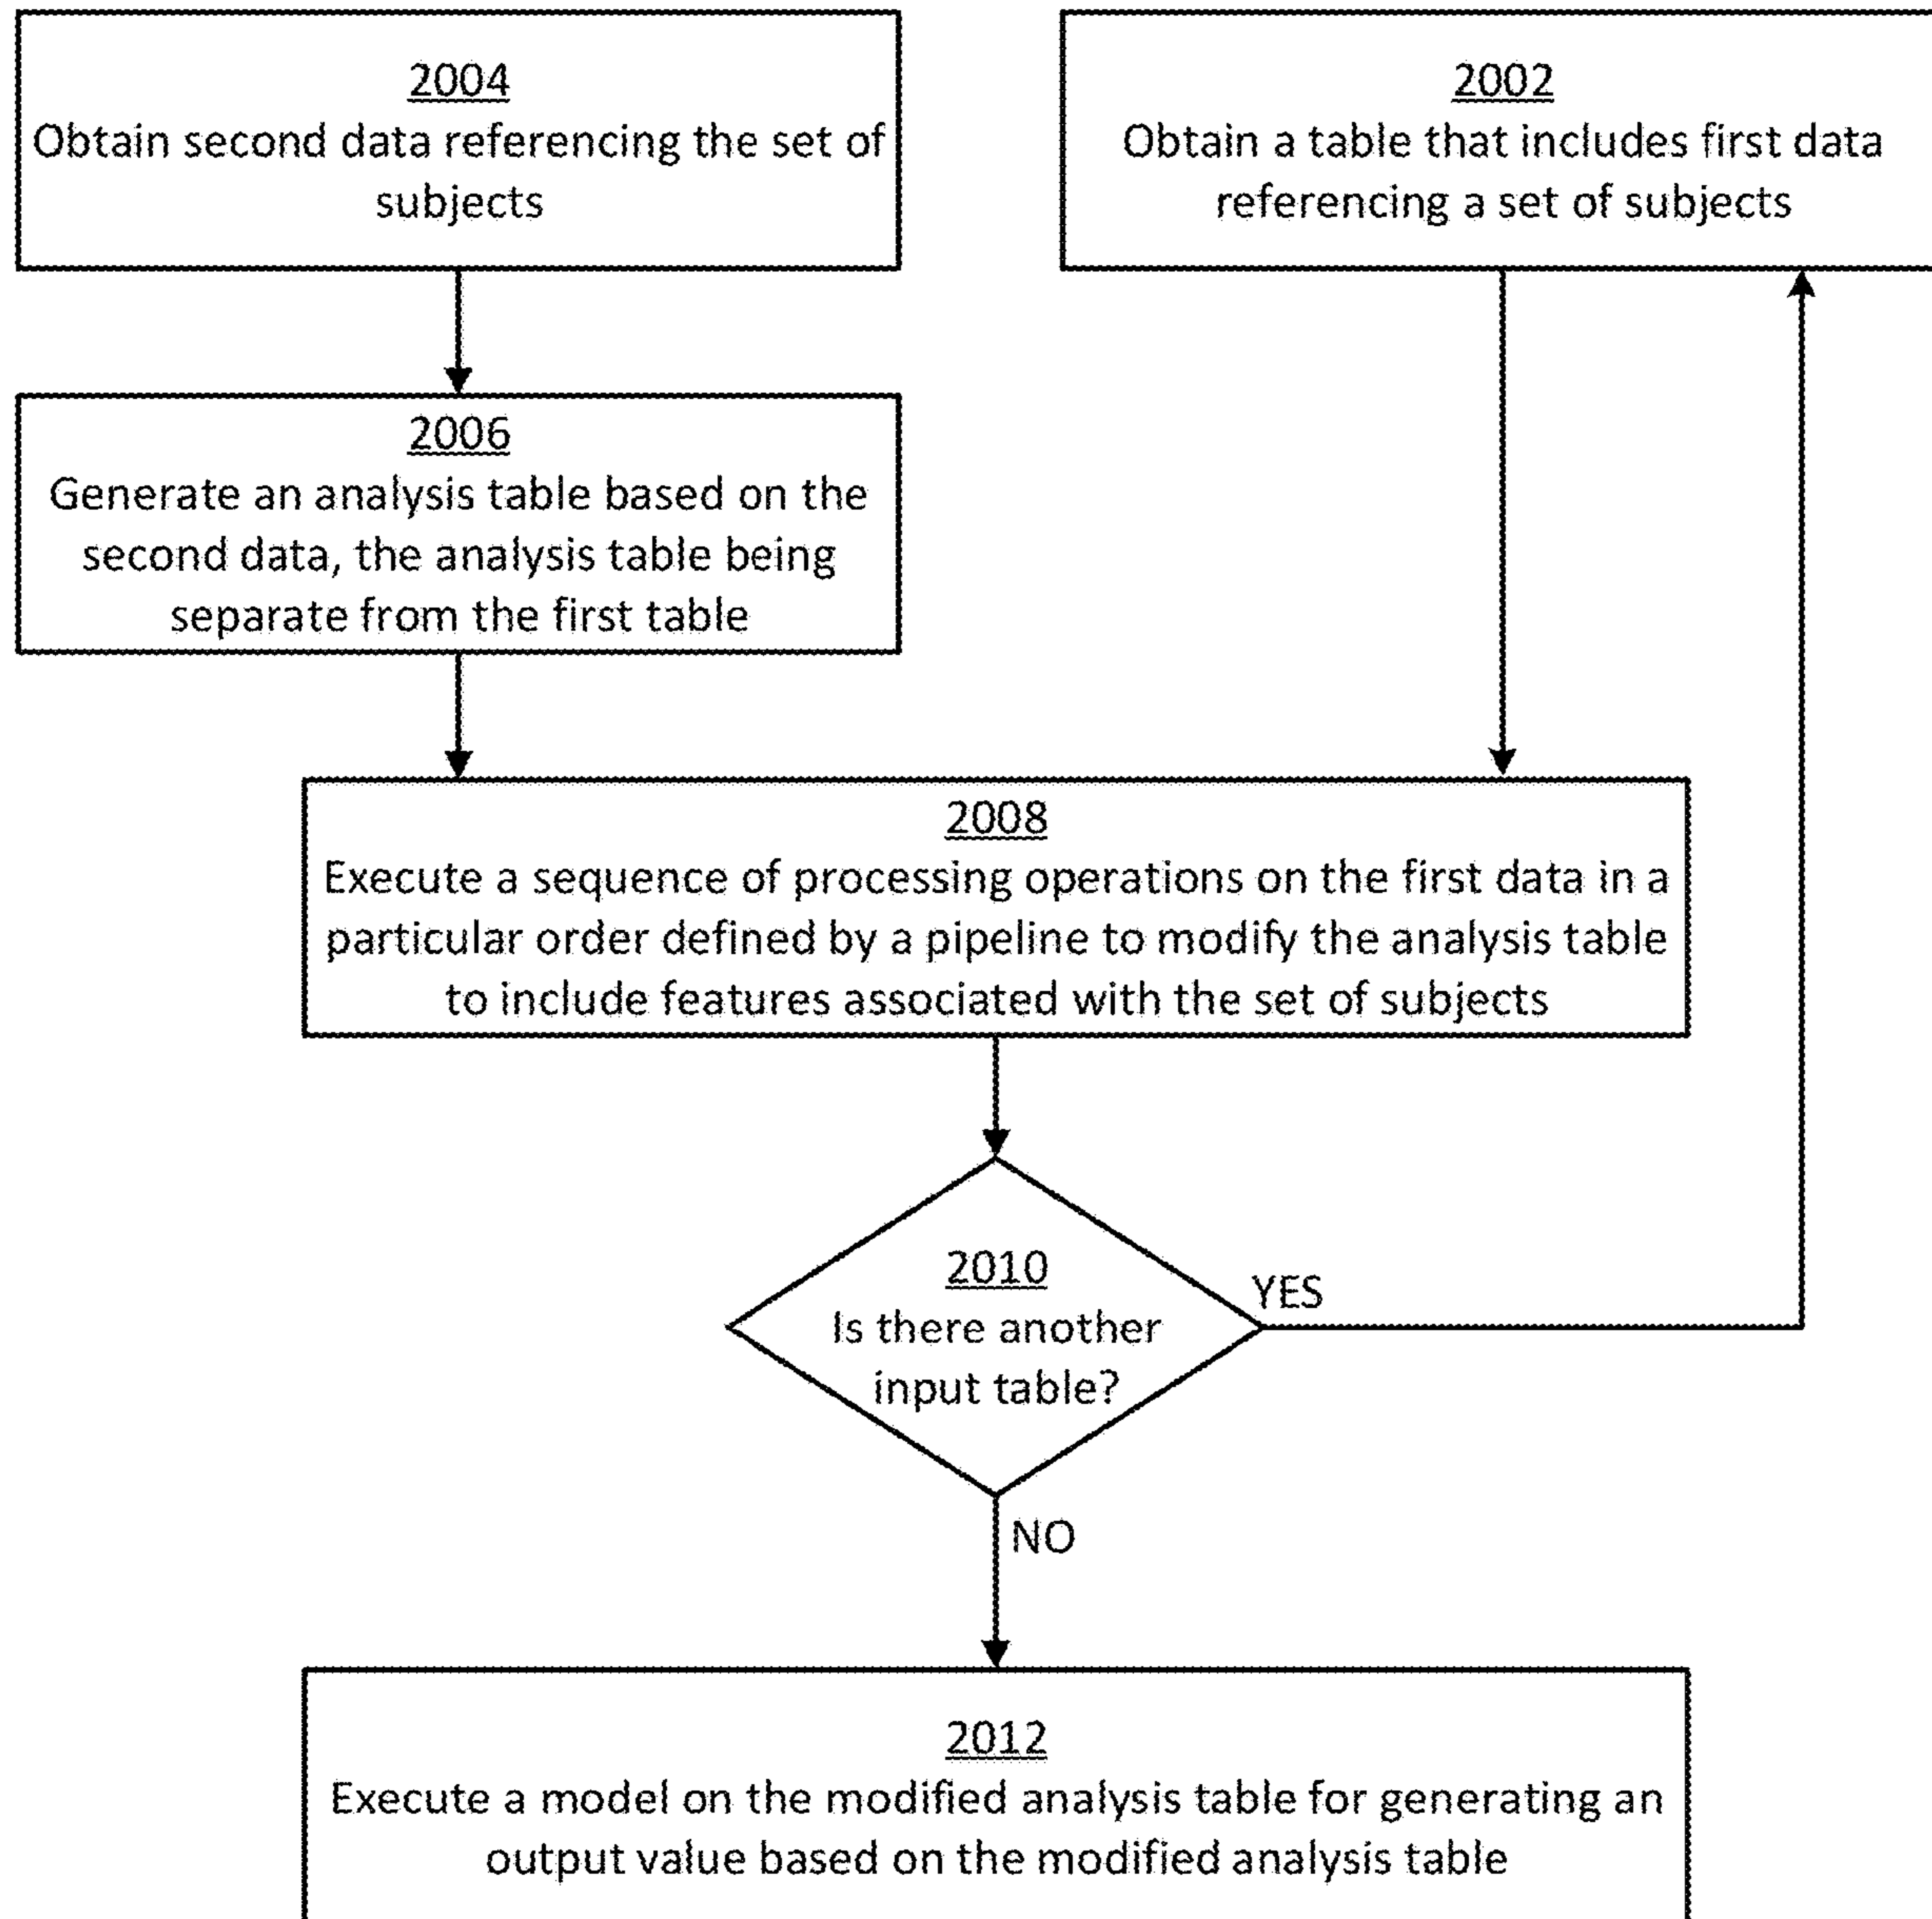 2004
Obtain second data referencing the set of
subjects
2002
Obtain a table that includes first data
referencing a set of subjects
2006
Generate an analysis table based on the
second data, the analysis table being
separate from the first table
2008
Execute a sequence of processing operations on the first data in a
particular order defined by a pipeline to modify the analysis table
to include features associated with the set of subjects
2010
Is there another
input table?
YES
NO
2012
Execute a model on the modified analysis table for generating an
output value based on the modified analysis table